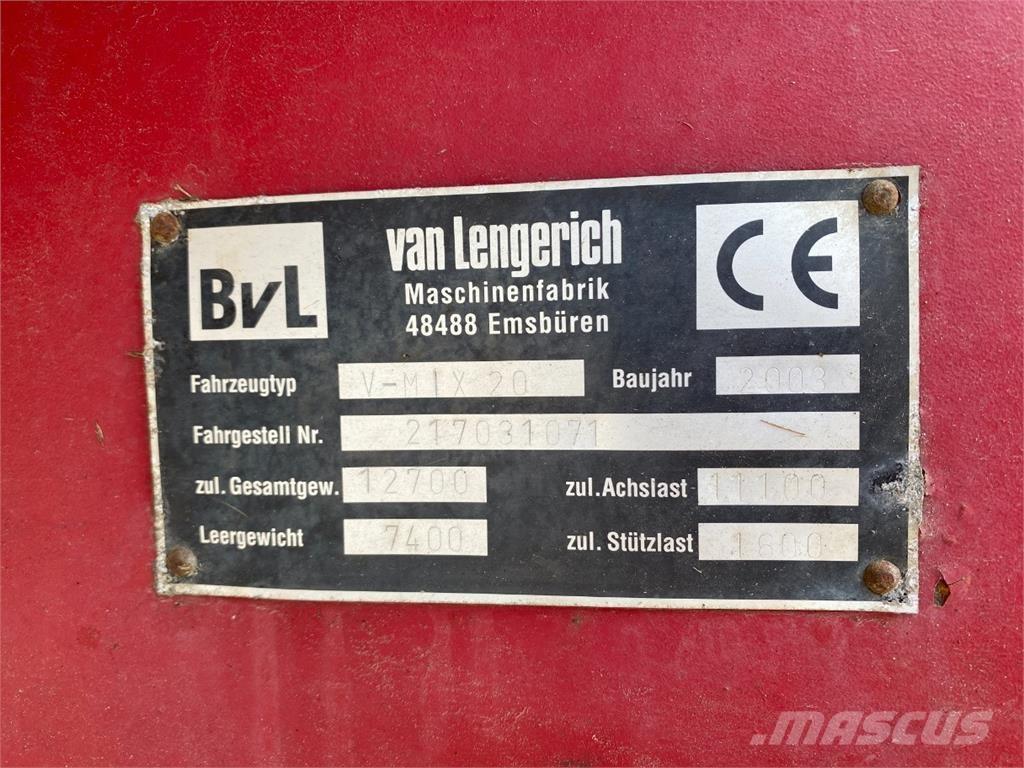 BvL
van Lengerich
CE
Maschinenfabrik
48488 Emsbüren
Fahrzeugtyp V-MIX 20 Baujahr 2003
Fahrgestell Nr. 217031071
zul. Gesamtgew. 12700 zul. Achslast 11100
Leergewicht 7400 zul. Stützlast 1800
MASCUS